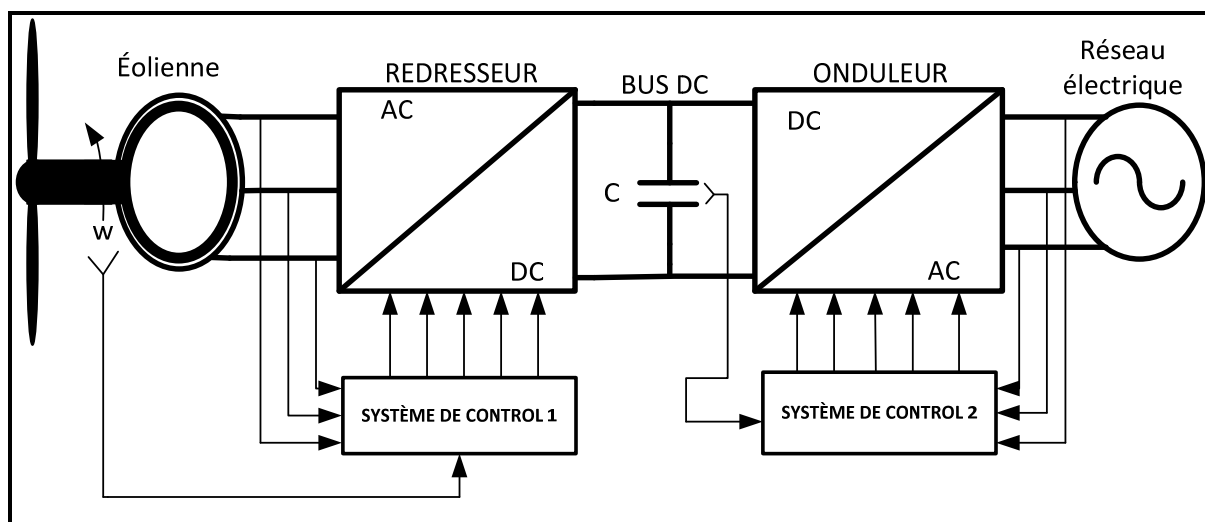 Éolienne
REDRESSEUR
BUS DC
ONDULEUR
Réseau
électrique
AC
DC
C
w
DC
AC
SYSTÈME DE CONTROL 1
SYSTÈME DE CONTROL 2